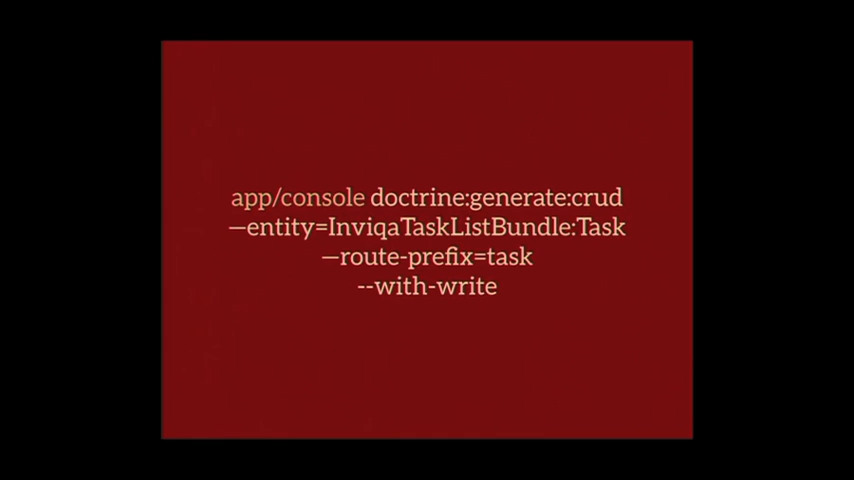 app/console doctrine:generate:crud
—entity=InviqaTaskListBundle:Task
—route-prefix=task
--with-write